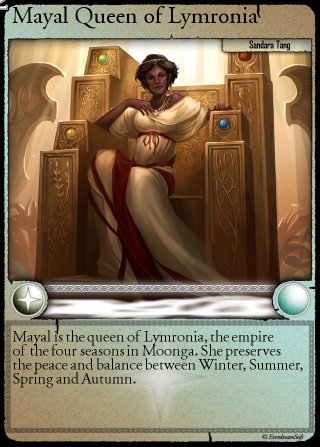 Mayal Queen of Lymronia
Sandara Tang
Mayal is the queen of Lymronia, the empire
of the four seasons in Moonga. She preserves
the peace and balance between Winter, Summer,
Spring and Autumn.
© EverdreamSoft